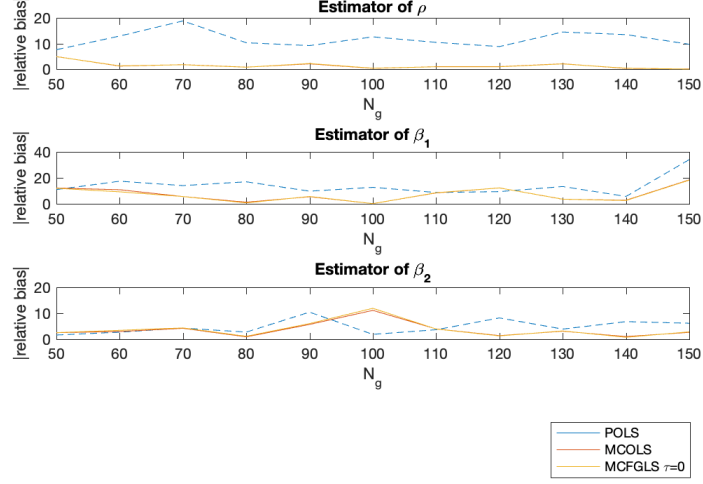 Estimator of ρ
|relative bias|
20
10
0
50 60 70 80 90 100 110 120 130 140 150
N_g
Estimator of β_1
|relative bias|
40
20
0
50 60 70 80 90 100 110 120 130 140 150
N_g
Estimator of β_2
|relative bias|
20
10
0
50 60 70 80 90 100 110 120 130 140 150
N_g
POLS
MCOLS
MCFGLS τ=0